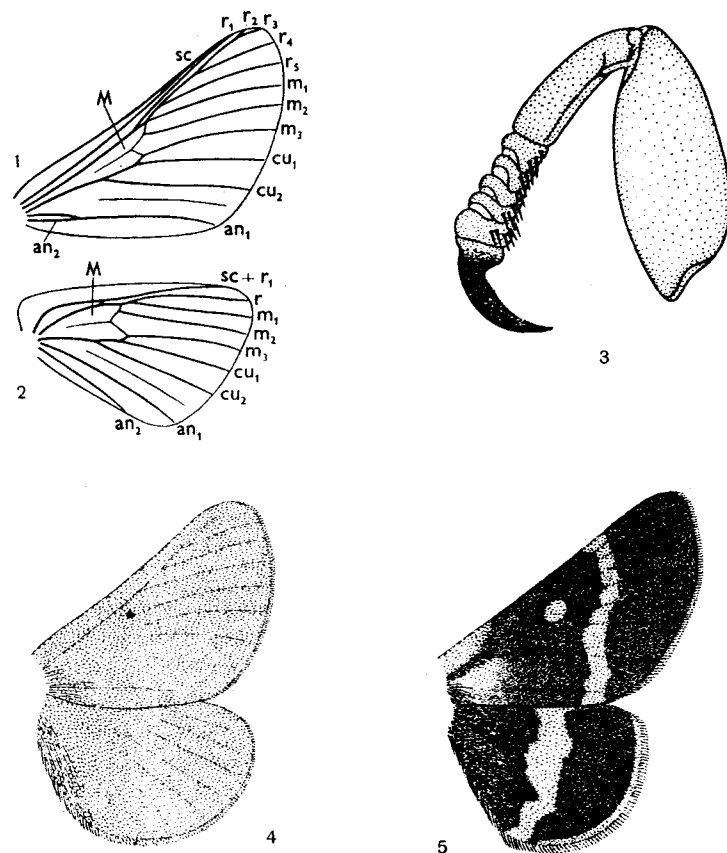 r₁ r₂ r₃
r₄
sc
r₅
m₁
M
m₂
m₃
1
cu₁
cu₂
an₂
an₁
sc + r₁
M
r
m₁
m₂
m₃
2
cu₁
cu₂
an₂
an₁
3
4
5